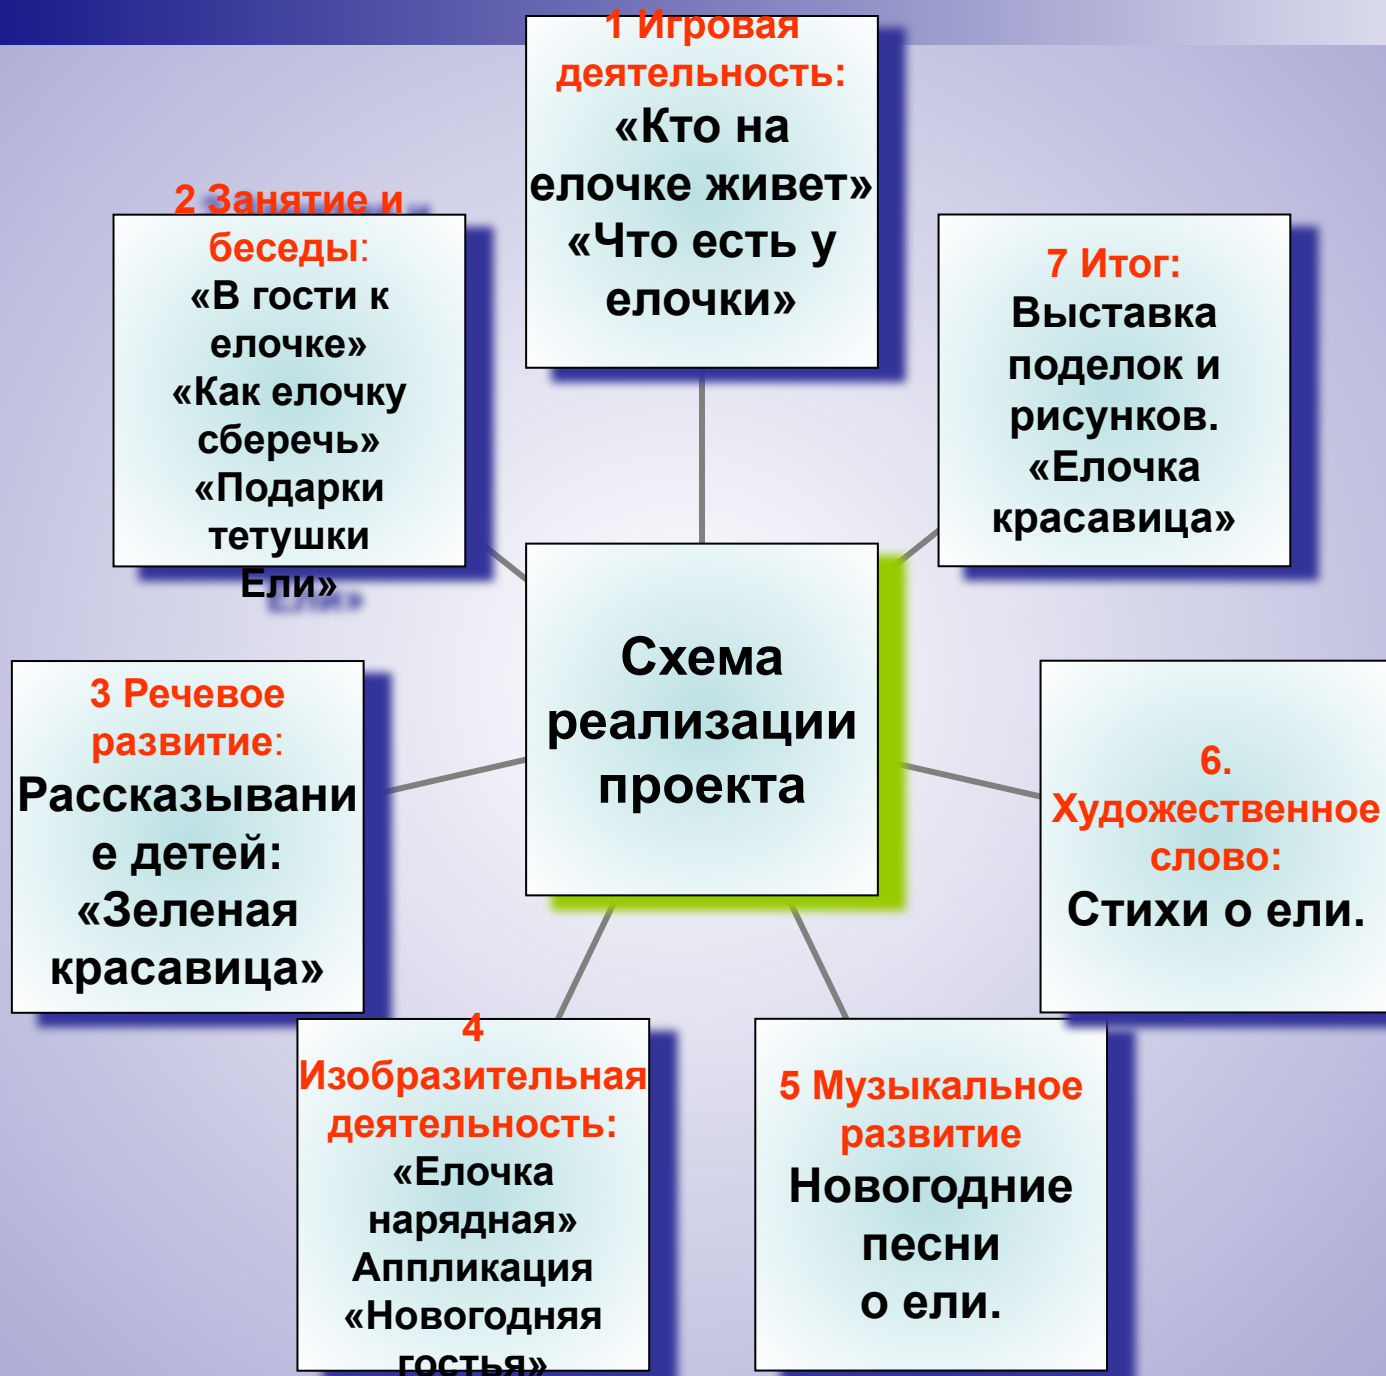 1 Игровая
деятельность:
«Кто на
елочке живет»
«Что есть у
елочки»
2 Занятие и
беседы:
«В гости к
елочке»
«Как елочку
сберечь»
«Подарки
тетушки
Ели»
7 Итог:
Выставка
поделок и
рисунков.
«Елочка
красавица»
Схема
реализации
проекта
3 Речевое
развитие:
Рассказывани
е детей:
«Зеленая
красавица»
6.
Художественное
слово:
Стихи о ели.
4
Изобразительная
деятельность:
«Елочка
нарядная»
Аппликация
«Новогодняя
гостья»
5 Музыкальное
развитие
Новогодние
песни
о ели.